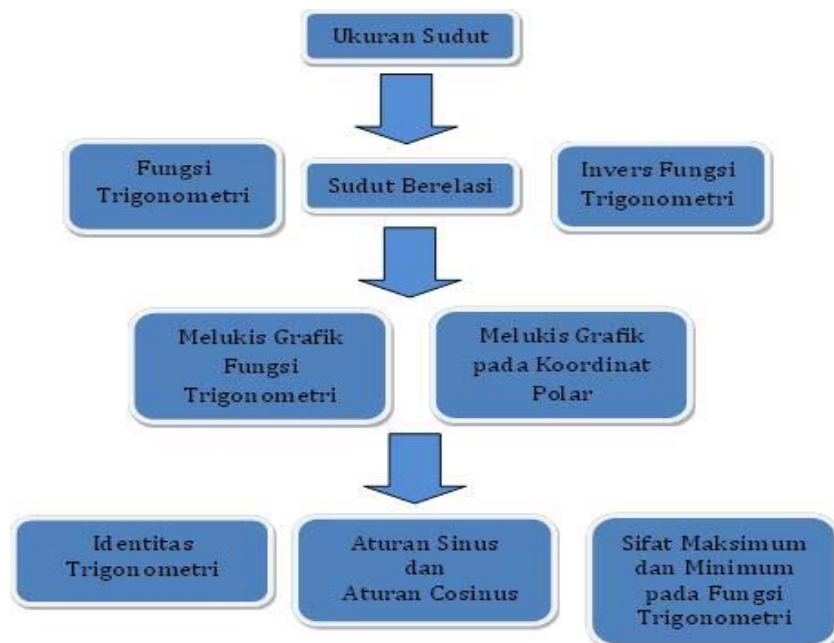 Ukuran Sudut
Fungsi
Trigonometri
Sudut Berelasi
Invers Fungsi
Trigonometri
Melukis Grafik
Fungsi
Trigonometri
Melukis Grafik
pada Koordinat
Polar
Identitas
Trigonometri
Aturan Sinus
dan
Aturan Cosinus
Sifat Maksimum
dan Minimum
pada Fungsi
Trigonometri